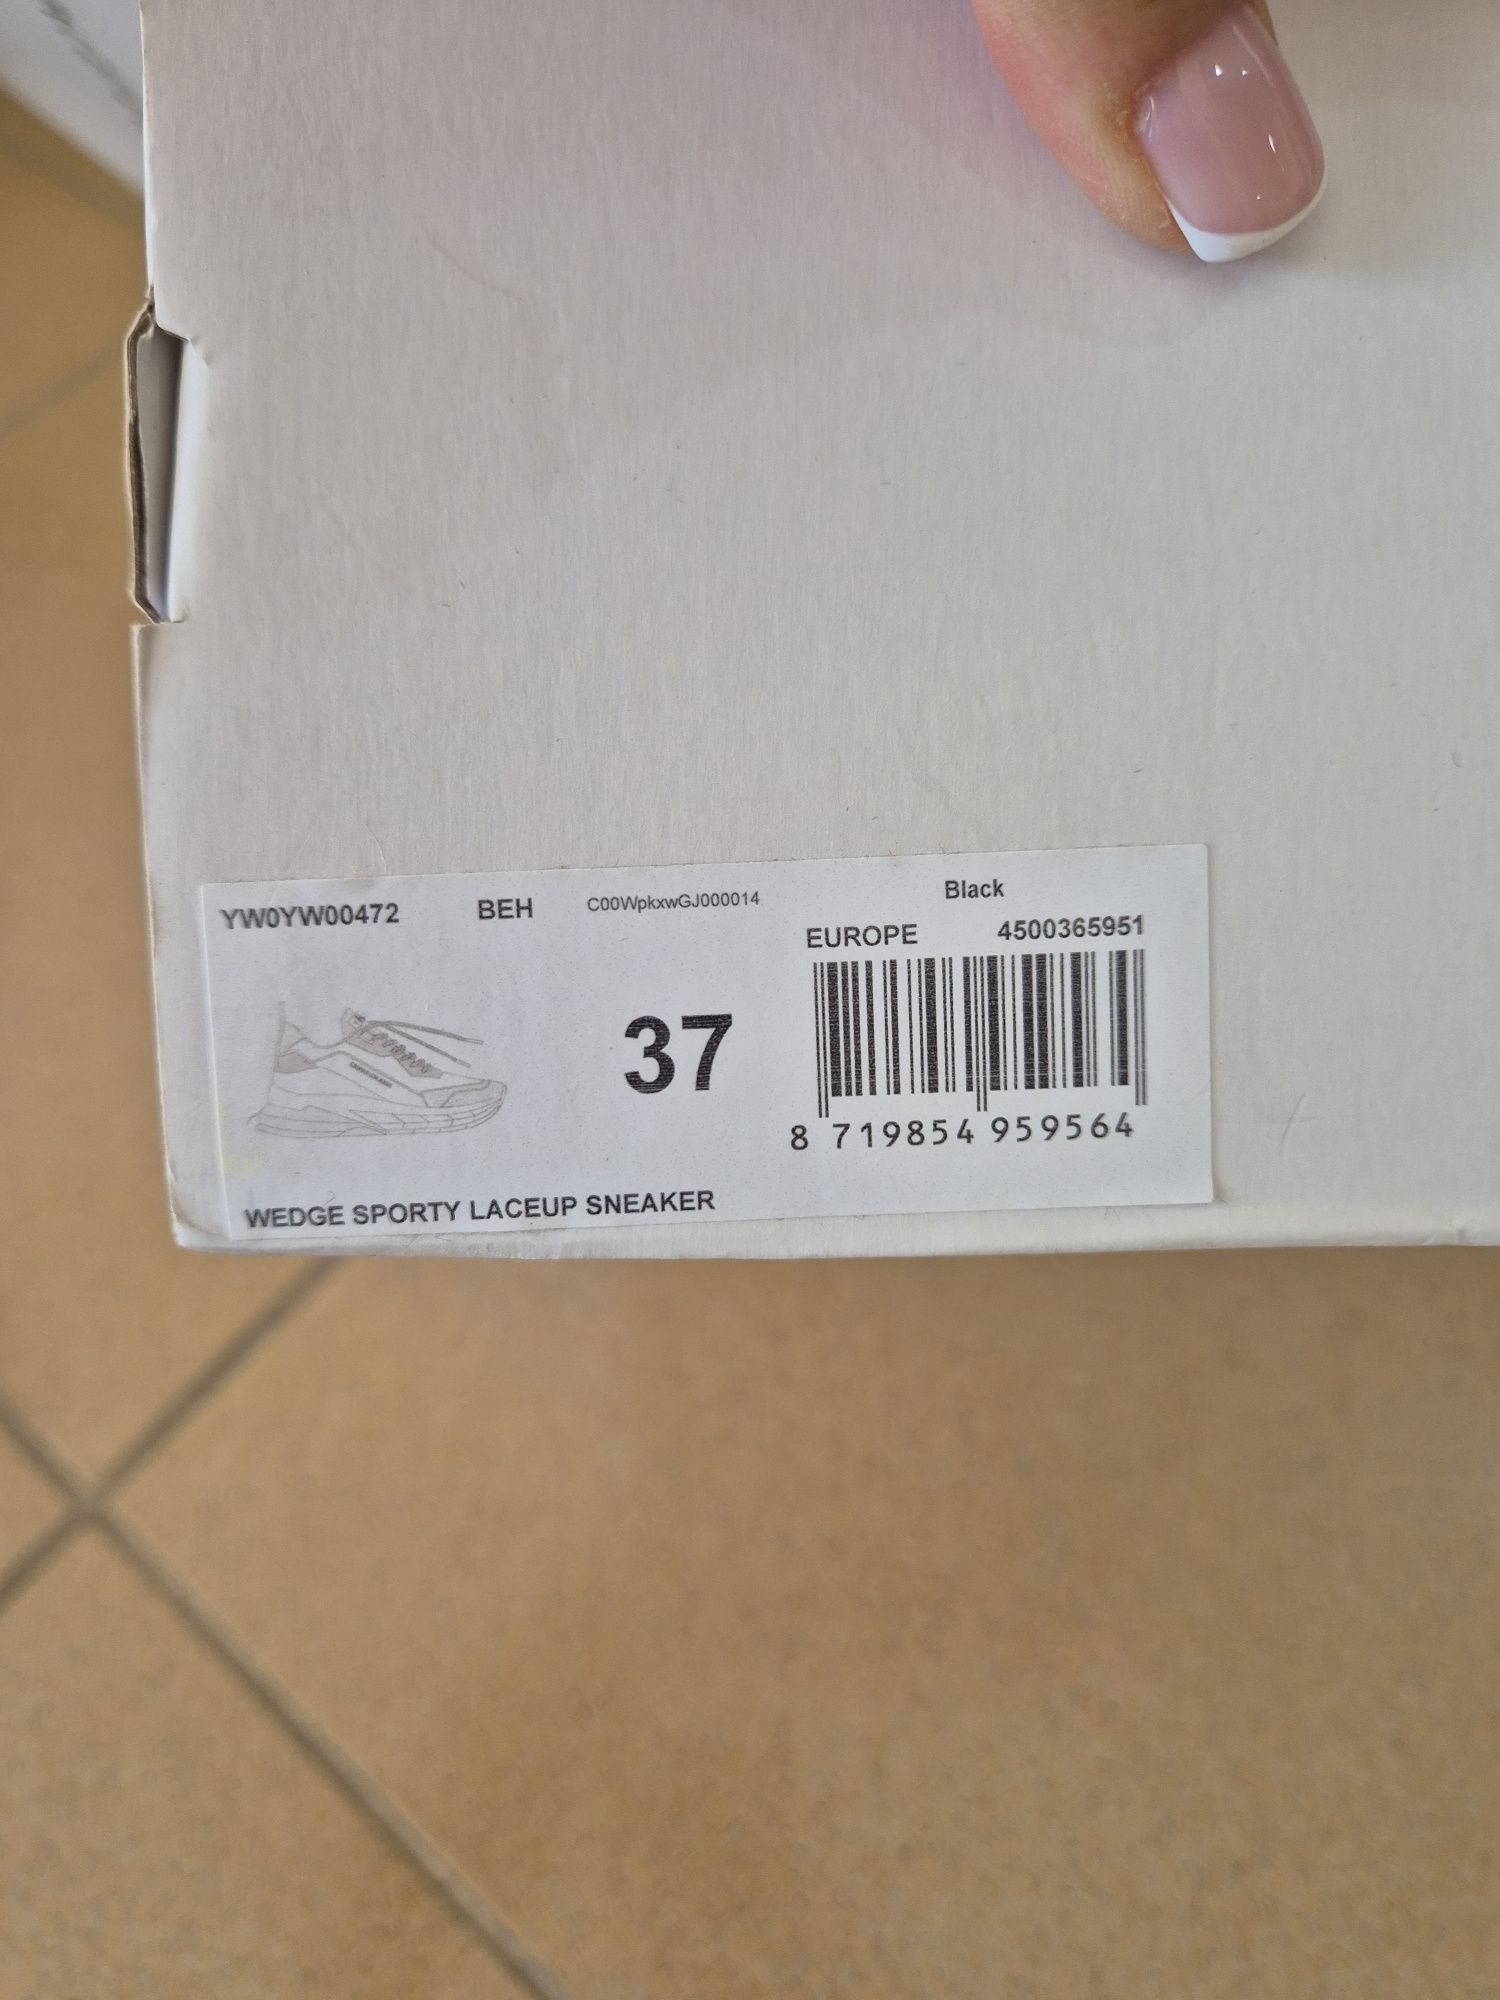 YW0YW00472 BEH C00WpkxwGJ000014 Black
EUROPE 4500365951
37
8 719854 959564
WEDGE SPORTY LACEUP SNEAKER